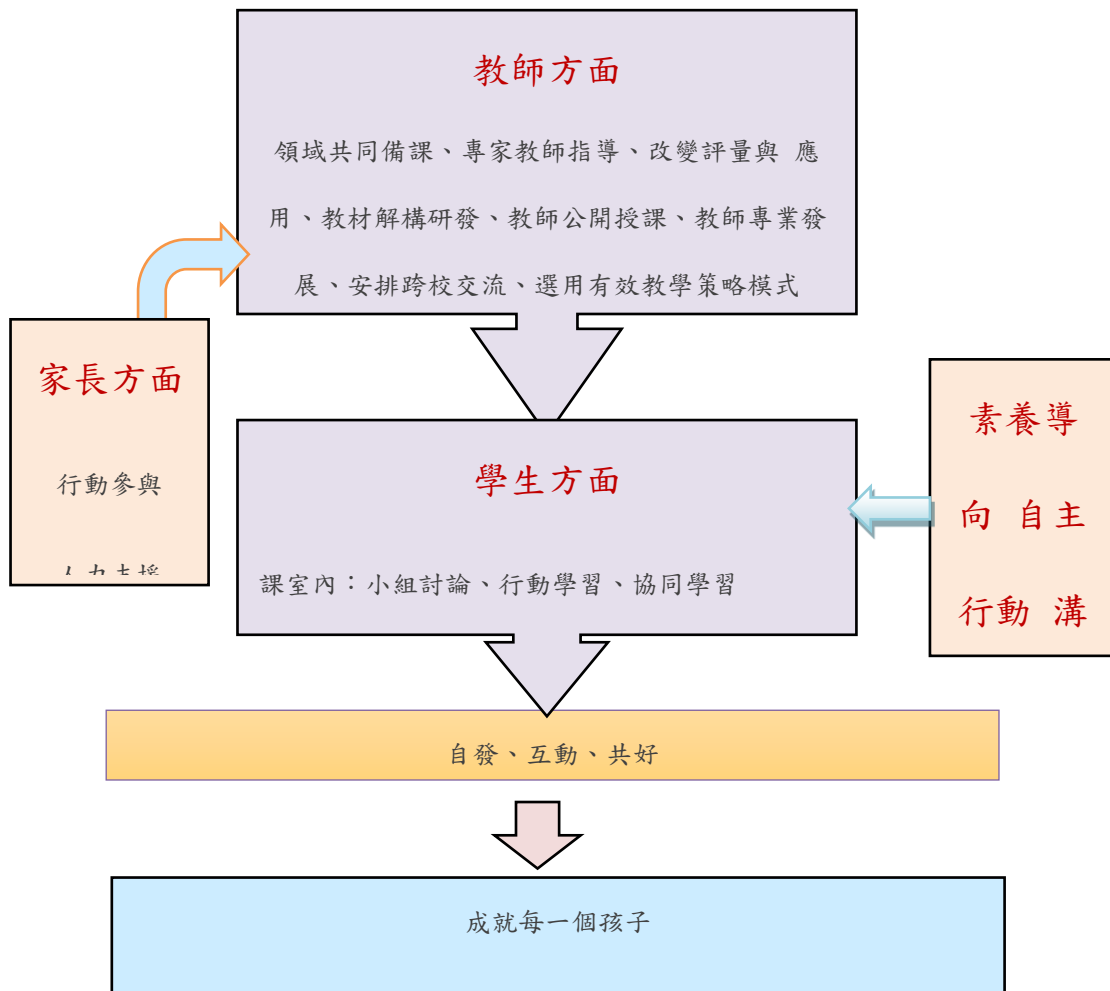 教師方面
領域共同備課、專家教師指導、改變評量與 應
用、教材解構研發、教師公開授課、教師專業發
展、安排跨校交流、選用有效教學策略模式
家長方面
行動參與
學生方面
課室內：小組討論、行動學習、協同學習
素養導
向 自主
行動 溝
自發、互動、共好
成就每一個孩子